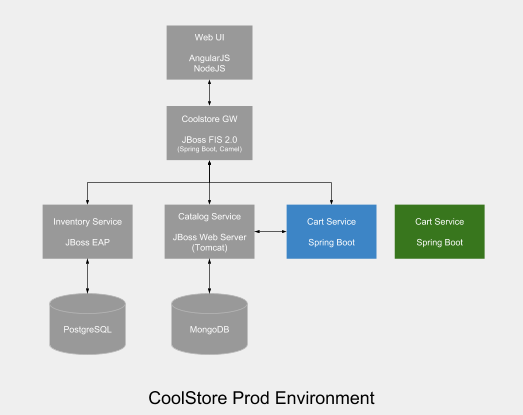 Web UI
AngularJS
NodeJS
Coolstore GW
JBoss FIS 2.0
(Spring Boot, Camel)
Inventory Service
JBoss EAP
Catalog Service
JBoss Web Server
(Tomcat)
Cart Service
Spring Boot
Cart Service
Spring Boot
PostgreSQL
MongoDB
CoolStore Prod Environment